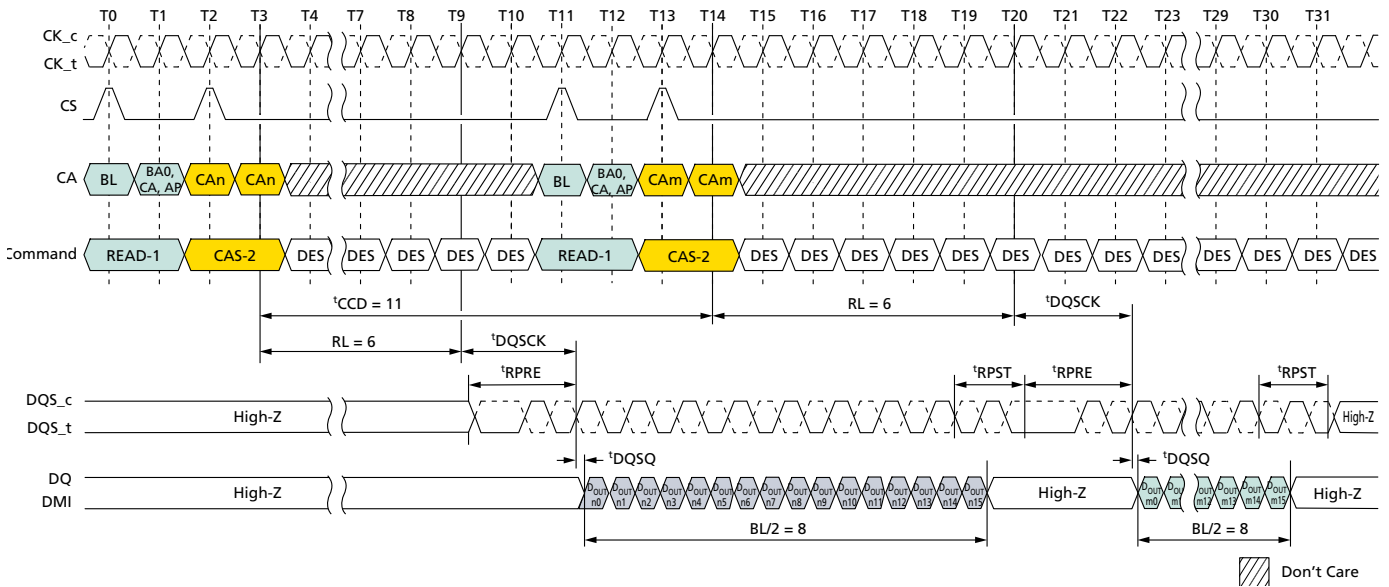 T0 T1 T2 T3 T4 T7 T8 T9 T10 T11 T12 T13 T14 T15 T16 T17 T18 T19 T20 T21 T22 T23 T29 T30 T31
CK_c
CK_t
CS
CA BL BA0, CA, AP CAn CAn BL BA0, CA, AP CAm CAm
Command READ-1 CAS-2 DES DES DES DES DES READ-1 CAS-2 DES DES DES DES DES DES DES DES DES DES DES DES DES
tCCD = 11 RL = 6 tDQSCK
RL = 6 tDQSCK
tRPRE tRPST tRPRE tRPST
DQS_c
DQS_t
High-Z High-Z
tDQSQ tDQSQ
DQ
DMI
High-Z DOUT n0 DOUT n1 DOUT n2 DOUT n3 DOUT n4 DOUT n5 DOUT n6 DOUT n7 DOUT n8 DOUT n9 DOUT n10 DOUT n11 DOUT n12 DOUT n13 DOUT n14 DOUT n15 High-Z DOUT m0 DOUT m1 DOUT m12 DOUT m13 DOUT m14 DOUT m15 High-Z
BL/2 = 8 BL/2 = 8
Don't Care